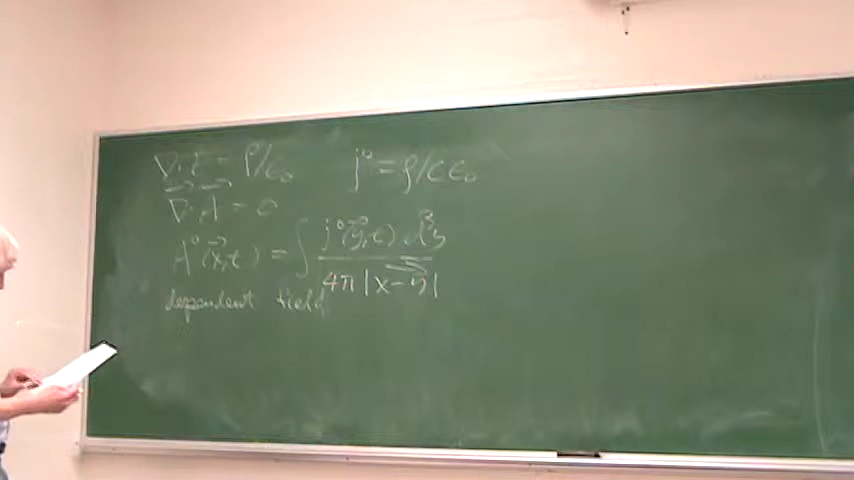 ∇·E = ρ/ε₀    j⁰ = ρ/cε₀
∇·A = 0
A⁰(x,t) = ∫ j⁰(y,t) d³y / 4π|x-y|
dependent field